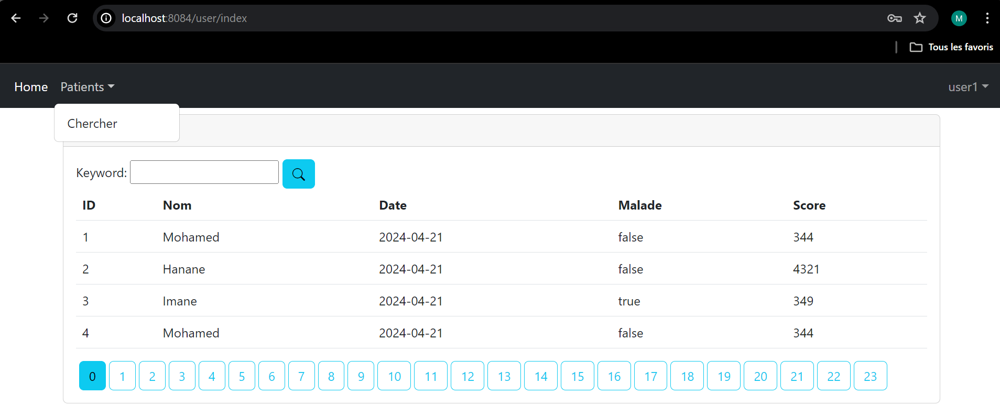 localhost:8084/user/index
M
Tous les favoris
Home Patients user1
Chercher
Keyword:
ID Nom Date Malade Score
1 Mohamed 2024-04-21 false 344
2 Hanane 2024-04-21 false 4321
3 Imane 2024-04-21 true 349
4 Mohamed 2024-04-21 false 344
0 1 2 3 4 5 6 7 8 9 10 11 12 13 14 15 16 17 18 19 20 21 22 23